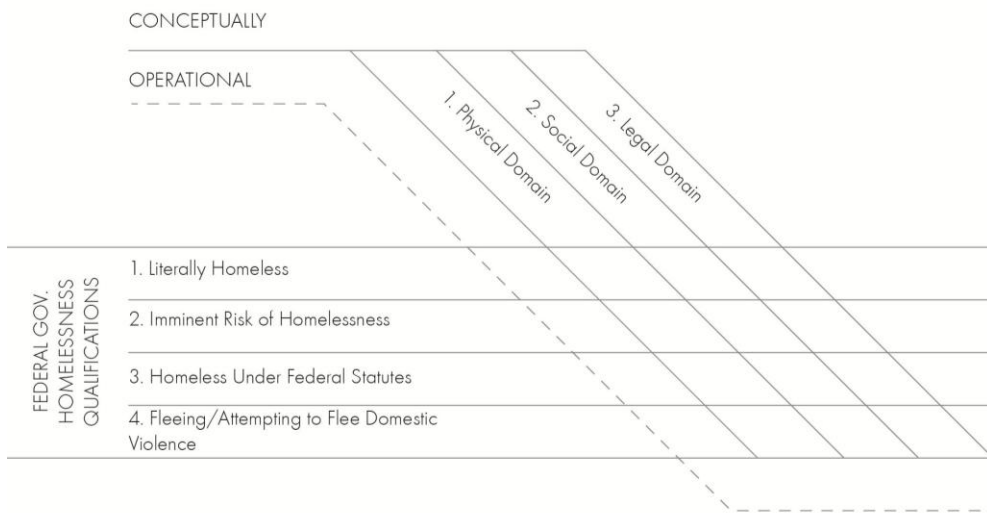 CONCEPTUALLY
OPERATIONAL
1. Physical Domain
2. Social Domain
3. Legal Domain
FEDERAL GOV.
HOMELESSNESS
QUALIFICATIONS
1. Literally Homeless
2. Imminent Risk of Homelessness
3. Homeless Under Federal Statutes
4. Fleeing/Attempting to Flee Domestic
Violence